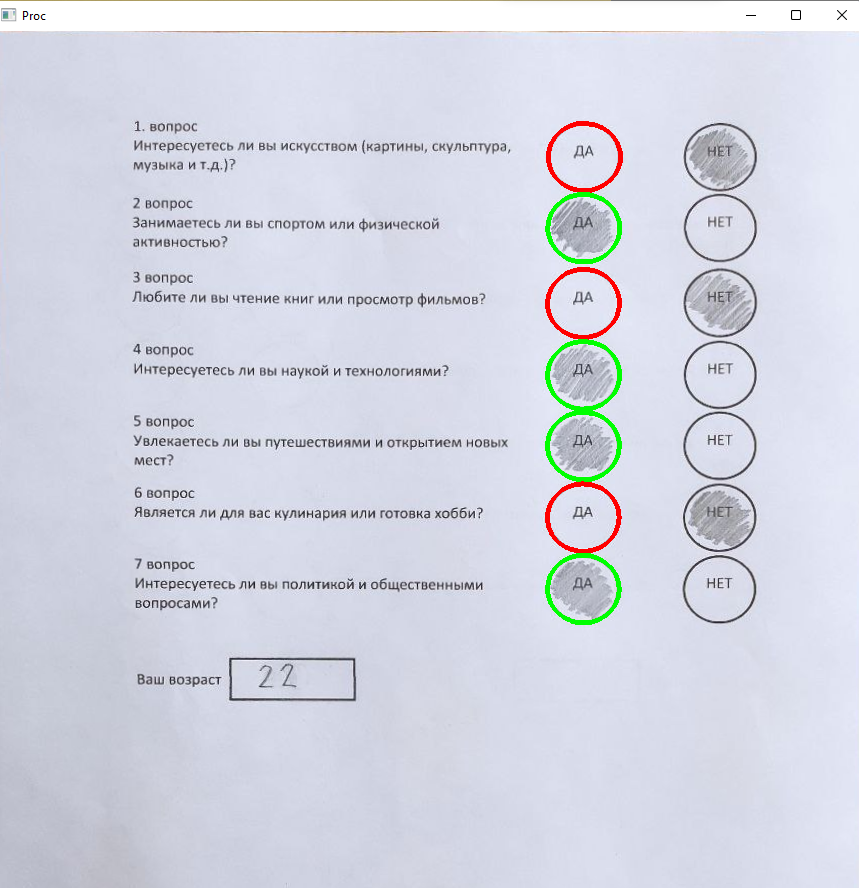 Proc
1. вопрос
Интересуетесь ли вы искусством (картины, скульптура,
музыка и т.д.)?
ДА НЕТ
2 вопрос
Занимаетесь ли вы спортом или физической
активностью?
ДА НЕТ
3 вопрос
Любите ли вы чтение книг или просмотр фильмов?
ДА НЕТ
4 вопрос
Интересуетесь ли вы наукой и технологиями?
ДА НЕТ
5 вопрос
Увлекаетесь ли вы путешествиями и открытием новых
мест?
ДА НЕТ
6 вопрос
Является ли для вас кулинария или готовка хобби?
ДА НЕТ
7 вопрос
Интересуетесь ли вы политикой и общественными
вопросами?
ДА НЕТ
Ваш возраст 22